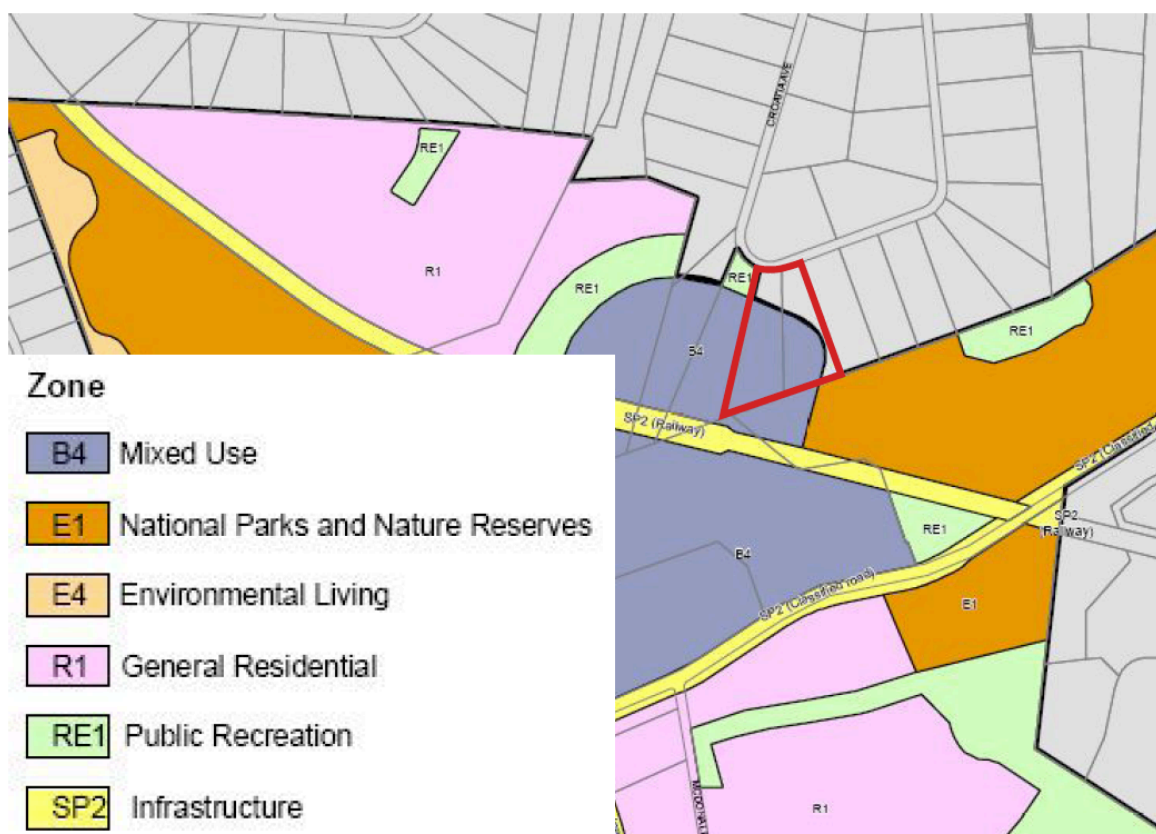 CROATIA AVE
RE1
R1
RE1
RE1
RE1
B4
SP2 (Railway)
SP2 (Classified
SP2
(Railway)
RE1
B4
SP2 (Classified road)
E1
R1
Zone
B4 Mixed Use
E1 National Parks and Nature Reserves
E4 Environmental Living
R1 General Residential
RE1 Public Recreation
SP2 Infrastructure